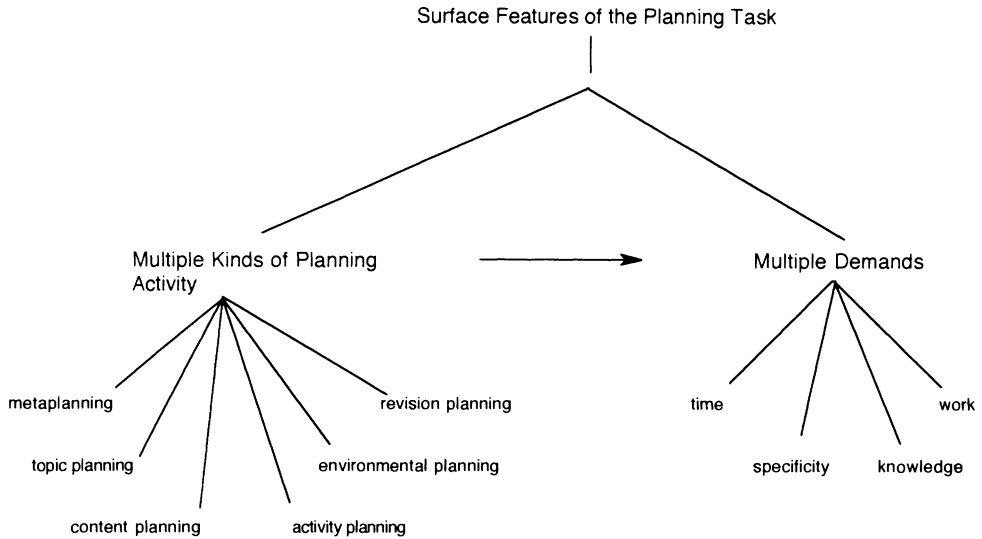 Surface Features of the Planning Task
Multiple Kinds of Planning
Activity
Multiple Demands
metaplanning
revision planning
time
work
topic planning
environmental planning
specificity
knowledge
content planning
activity planning